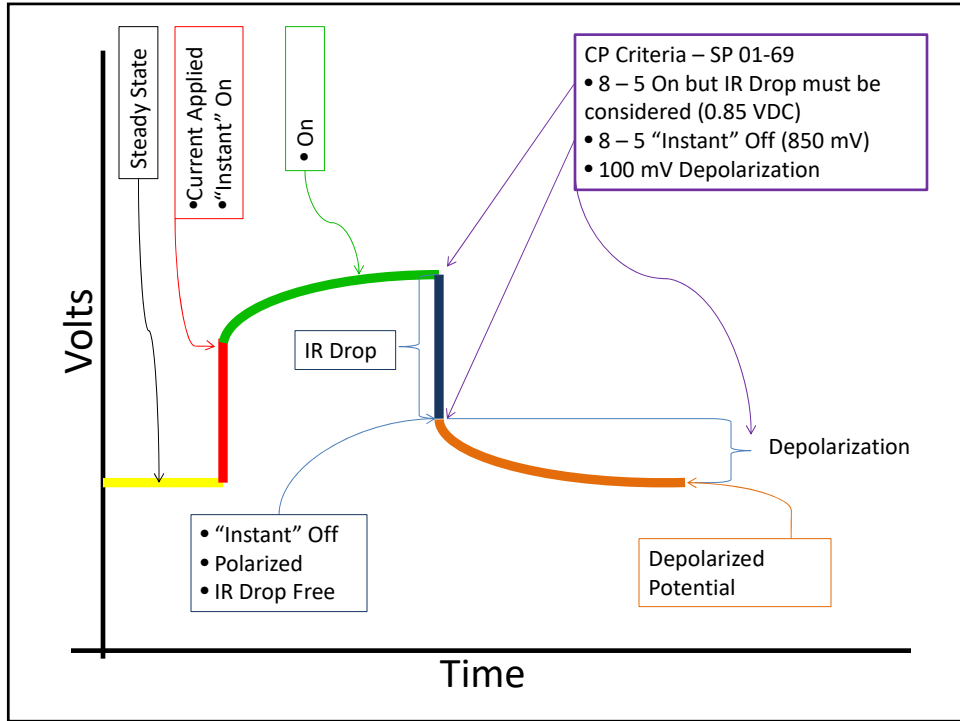 Steady State
•Current Applied
•“Instant” On
• On
CP Criteria – SP 01-69
• 8 – 5 On but IR Drop must be
considered (0.85 VDC)
• 8 – 5 “Instant” Off (850 mV)
• 100 mV Depolarization
Volts
IR Drop
Depolarization
• “Instant” Off
• Polarized
• IR Drop Free
Depolarized
Potential
Time